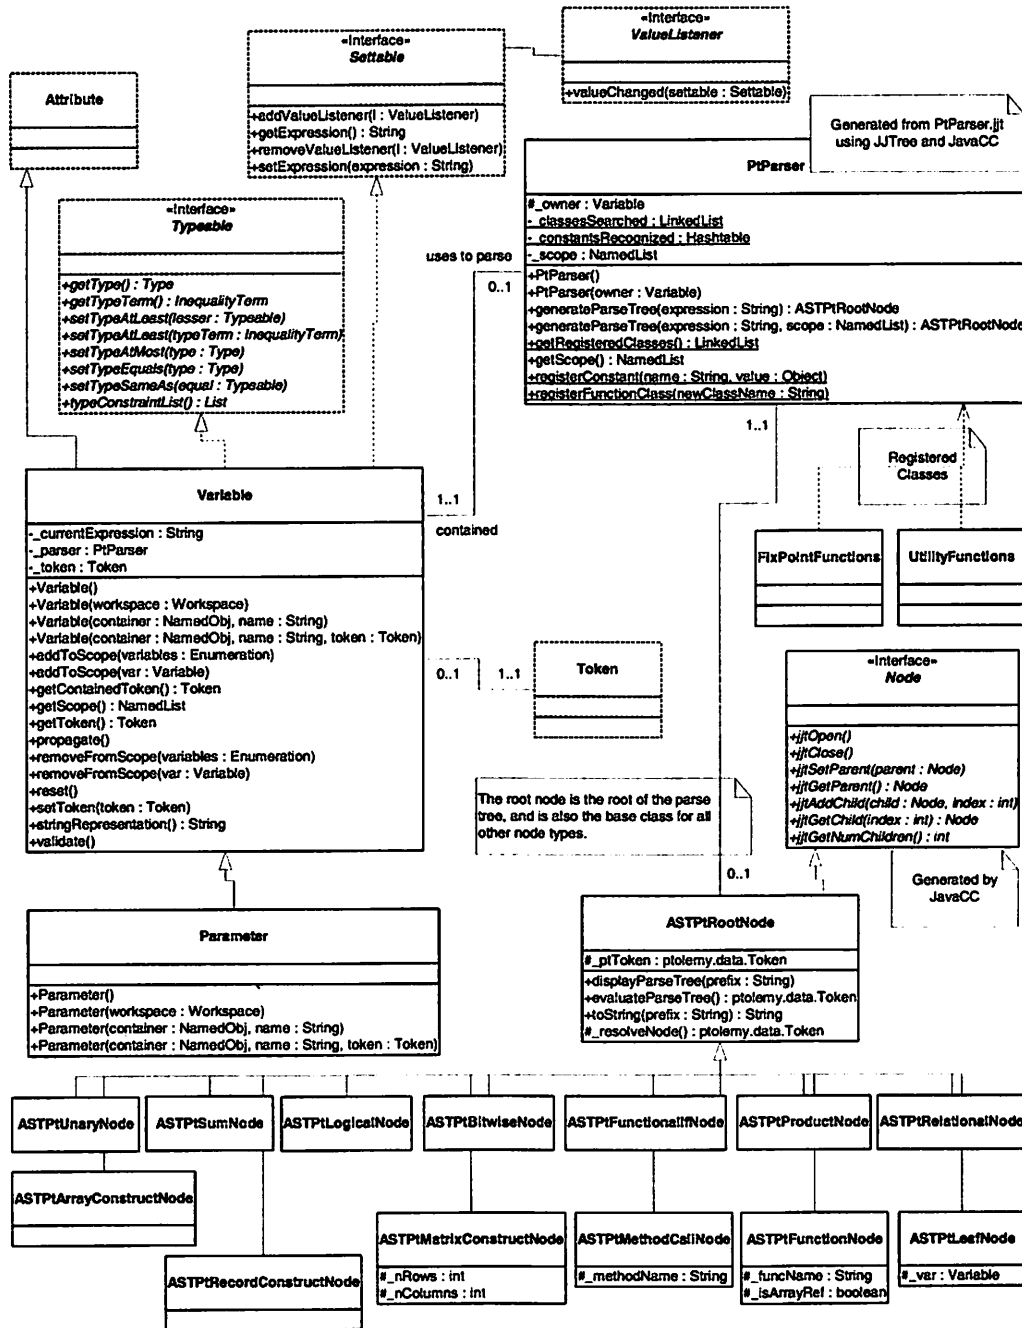 «Interface»
Settable
+addValueListener(l : ValueListener)
+getExpression() : String
+removeValueListener(l : ValueListener)
+setExpression(expression : String)
«Interface»
ValueListener
+valueChanged(settable : Settable)
Attribute
Generated from PtParser.jjt
using JJTree and JavaCC
PtParser
#_owner : Variable
-_classesSearched : LinkedList
-_constantsRecognized : Hashtable
-_scope : NamedList
+PtParser()
+PtParser(owner : Variable)
+generateParseTree(expression : String) : ASTPtRootNode
+generateParseTree(expression : String, scope : NamedList) : ASTPtRootNode
+getRegisteredClasses() : LinkedList
+getScope() : NamedList
+registerConstant(name : String, value : Object)
+registerFunctionClass(newClassName : String)
«Interface»
Typeable
+getType() : Type
+getTypeTerm() : InequalityTerm
+setTypeAtLeast(lesser : Typeable)
+setTypeAtLeast(typeTerm : InequalityTerm)
+setTypeAtMost(type : Type)
+setTypeEquals(type : Type)
+setTypeSameAs(equal : Typeable)
+typeConstraintList() : List
uses to parse
0..1
1..1
Registered
Classes
1..1
contained
Variable
-_currentExpression : String
-_parser : PtParser
-_token : Token
+Variable()
+Variable(workspace : Workspace)
+Variable(container : NamedObj, name : String)
+Variable(container : NamedObj, name : String, token : Token)
+addToScope(variables : Enumeration)
+addToScope(var : Variable)
+getContainedToken() : Token
+getScope() : NamedList
+getToken() : Token
+propagate()
+removeFromScope(variables : Enumeration)
+removeFromScope(var : Variable)
+reset()
+setToken(token : Token)
+stringRepresentation() : String
+validate()
FixPointFunctions
UtilityFunctions
0..1
1..1
Token
«Interface»
Node
+jjtOpen()
+jjtClose()
+jjtSetParent(parent : Node)
+jjtGetParent() : Node
+jjtAddChild(child : Node, index : int)
+jjtGetChild(index : int) : Node
+jjtGetNumChildren() : int
The root node is the root of the parse
tree, and is also the base class for all
other node types.
0..1
Generated by
JavaCC
Parameter
+Parameter()
+Parameter(workspace : Workspace)
+Parameter(container : NamedObj, name : String)
+Parameter(container : NamedObj, name : String, token : Token)
ASTPtRootNode
#_ptToken : ptolemy.data.Token
+displayParseTree(prefix : String)
+evaluateParseTree() : ptolemy.data.Token
+toString(prefix : String) : String
#_resolveNode() : ptolemy.data.Token
ASTPtUnaryNode
ASTPtSumNode
ASTPtLogicalNode
ASTPtBitwiseNode
ASTPtFunctionalIfNode
ASTPtProductNode
ASTPtRelationalNode
ASTPtArrayConstructNode
ASTPtRecordConstructNode
ASTPtMatrixConstructNode
#_nRows : int
#_nColumns : int
ASTPtMethodCallNode
#_methodName : String
ASTPtFunctionNode
#_funcName : String
#_isArrayRef : boolean
ASTPtLeafNode
#_var : Variable